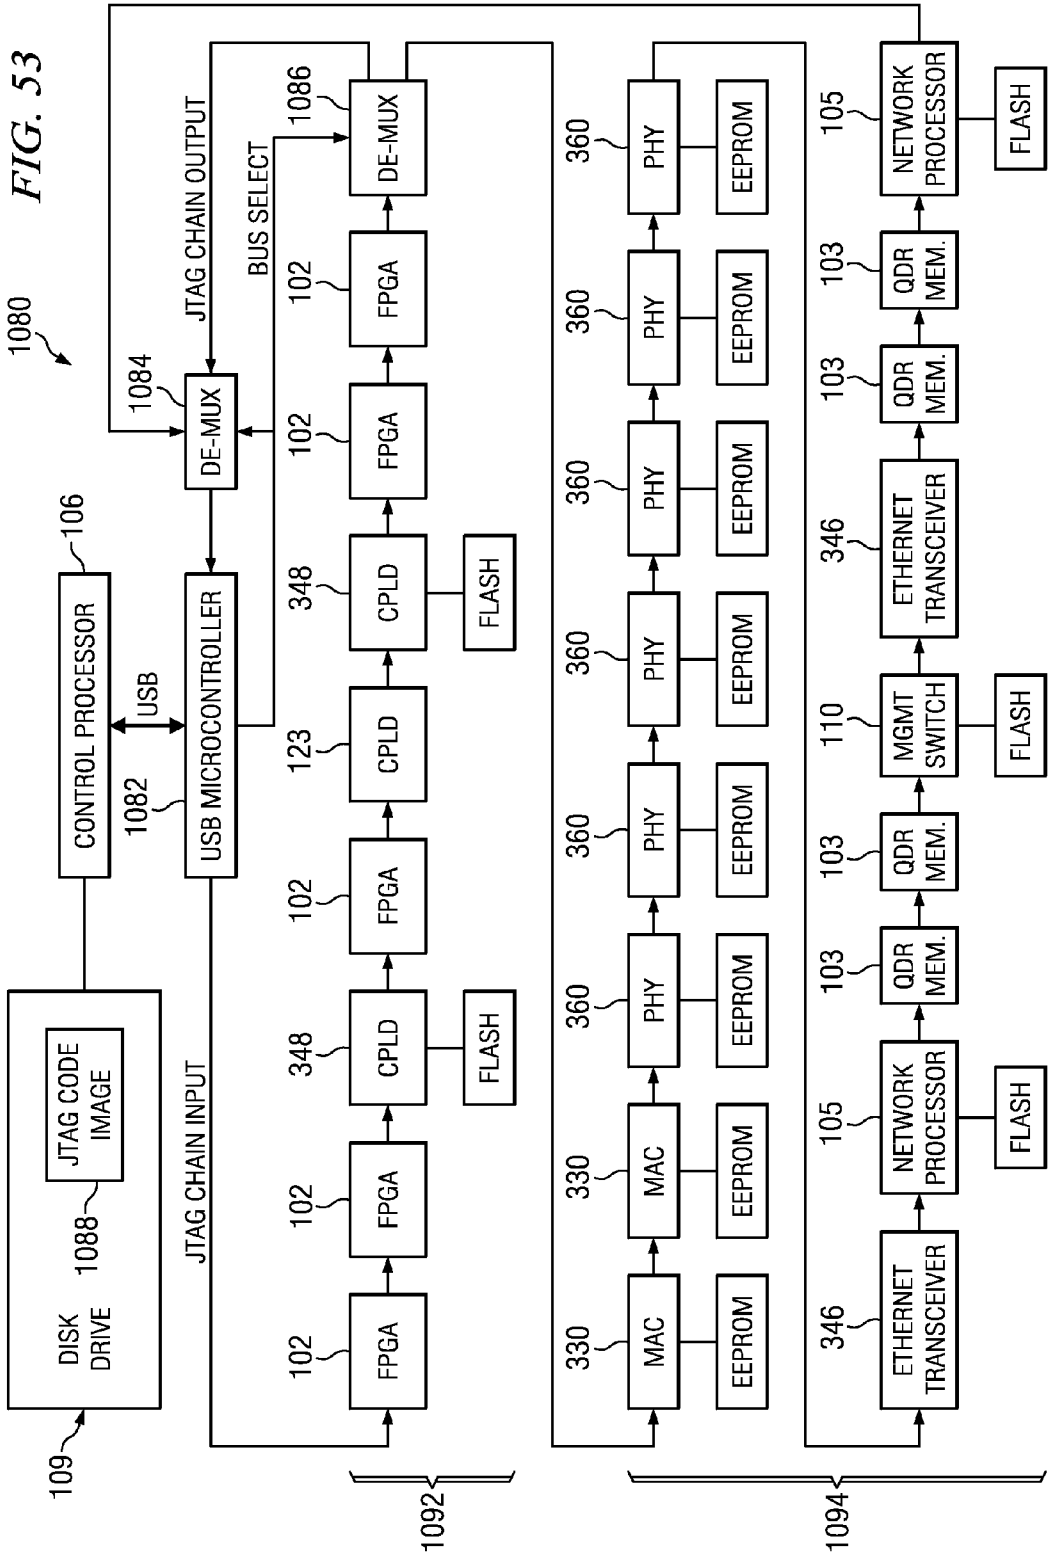 FIG. 53
1080
109
DISK
DRIVE
JTAG CODE
IMAGE
1088
CONTROL PROCESSOR
106
USB
1082
USB MICROCONTROLLER
1084
DE-MUX
JTAG CHAIN INPUT
JTAG CHAIN OUTPUT
BUS SELECT
1092
102
FPGA
102
FPGA
348
CPLD
FLASH
102
FPGA
123
CPLD
348
CPLD
FLASH
102
FPGA
102
FPGA
1086
DE-MUX
1094
330
MAC
EEPROM
330
MAC
EEPROM
360
PHY
EEPROM
360
PHY
EEPROM
360
PHY
EEPROM
360
PHY
EEPROM
360
PHY
EEPROM
360
PHY
EEPROM
346
ETHERNET
TRANSCEIVER
105
NETWORK
PROCESSOR
FLASH
103
QDR
MEM.
103
QDR
MEM.
110
MGMT
SWITCH
FLASH
346
ETHERNET
TRANSCEIVER
103
QDR
MEM.
103
QDR
MEM.
105
NETWORK
PROCESSOR
FLASH